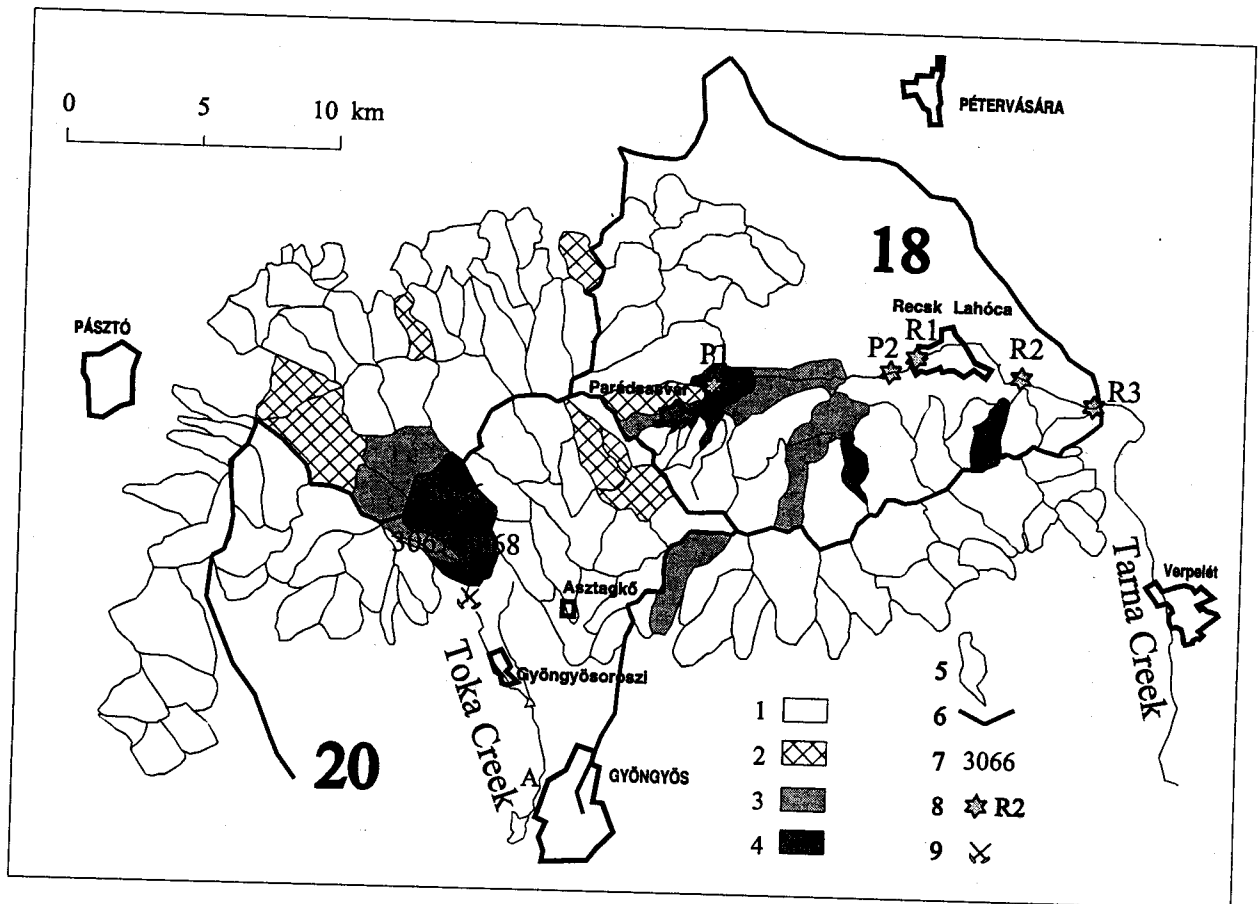 0 5 10 km
PÉTERVÁSÁRA
18
Recsk Lahóca
PÁSZTÓ
R1
P2
R2
R3
Parádsasvár
Asztagkő
Verpelét
Tarna Creek
Toka Creek
Gyöngyösoroszi
20
A
GYÖNGYÖS
1
2
3
4
5
6
7 3066
8 R2
9